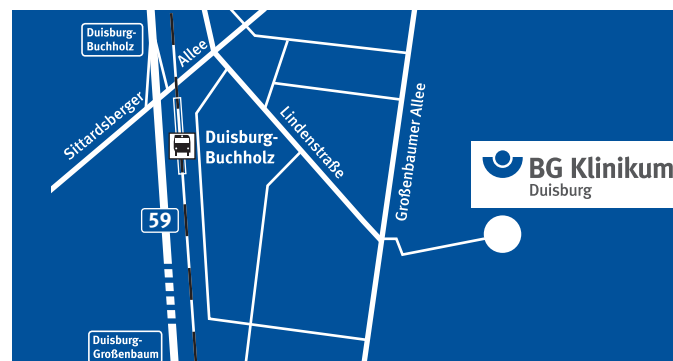 Duisburg-
Buchholz
Allee
Sittardsberger
Duisburg-
Buchholz
Lindenstraße
Großenbaumer Allee
BG Klinikum
Duisburg
59
Duisburg-
Großenbaum